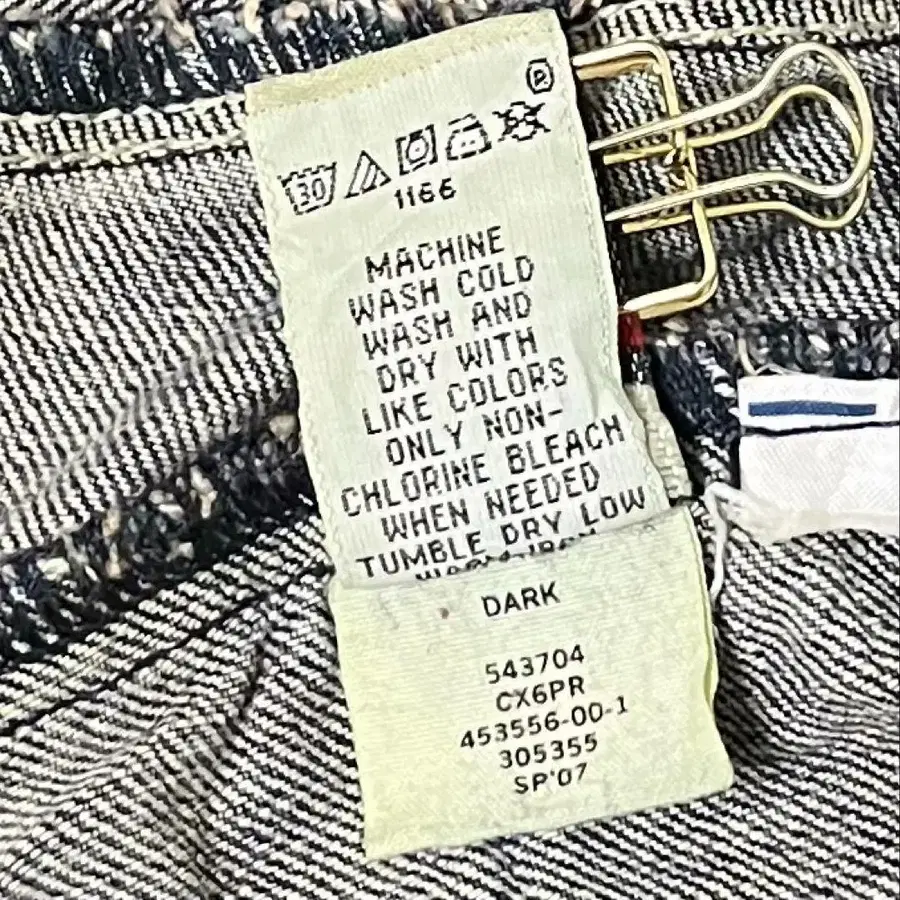 30
1166
MACHINE
WASH COLD
WASH AND
DRY WITH
LIKE COLORS
ONLY NON-
CHLORINE BLEACH
WHEN NEEDED
TUMBLE DRY LOW
DARK
543704
CX6PR
453556-00-1
305355
SP'07